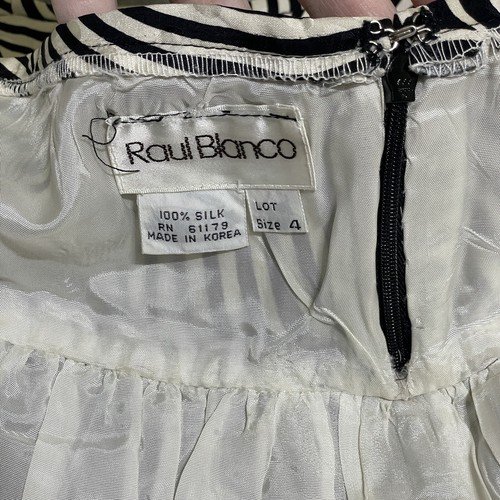 Raul Blanco
100% SILK
RN 61179
MADE IN KOREA
LOT
Size 4